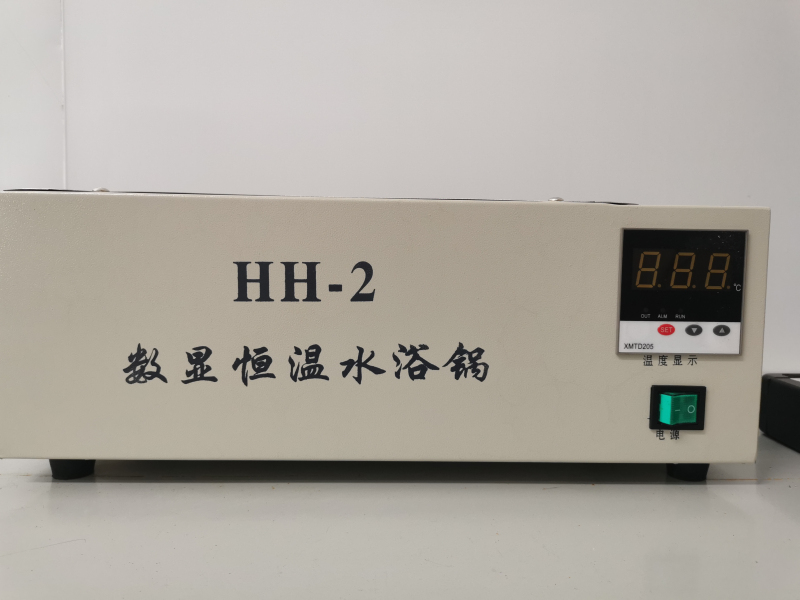 HH-2
数显恒温水浴锅
8.8.8.
℃
OUT ALM RUN
SET
XMTD205
温度显示
- O
电源